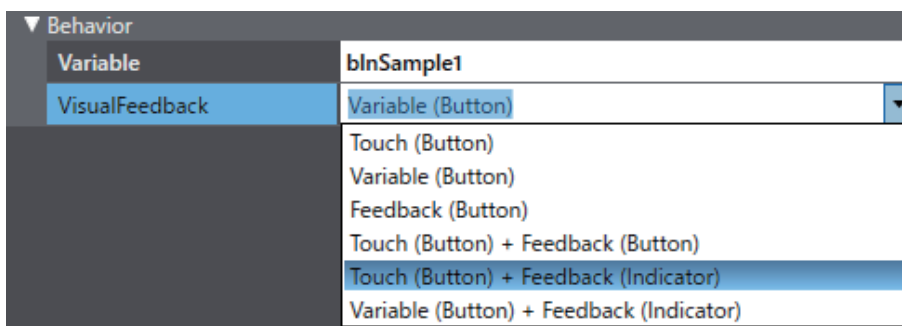 Behavior
Variable blnSample1
VisualFeedback Variable (Button)
Touch (Button)
Variable (Button)
Feedback (Button)
Touch (Button) + Feedback (Button)
Touch (Button) + Feedback (Indicator)
Variable (Button) + Feedback (Indicator)